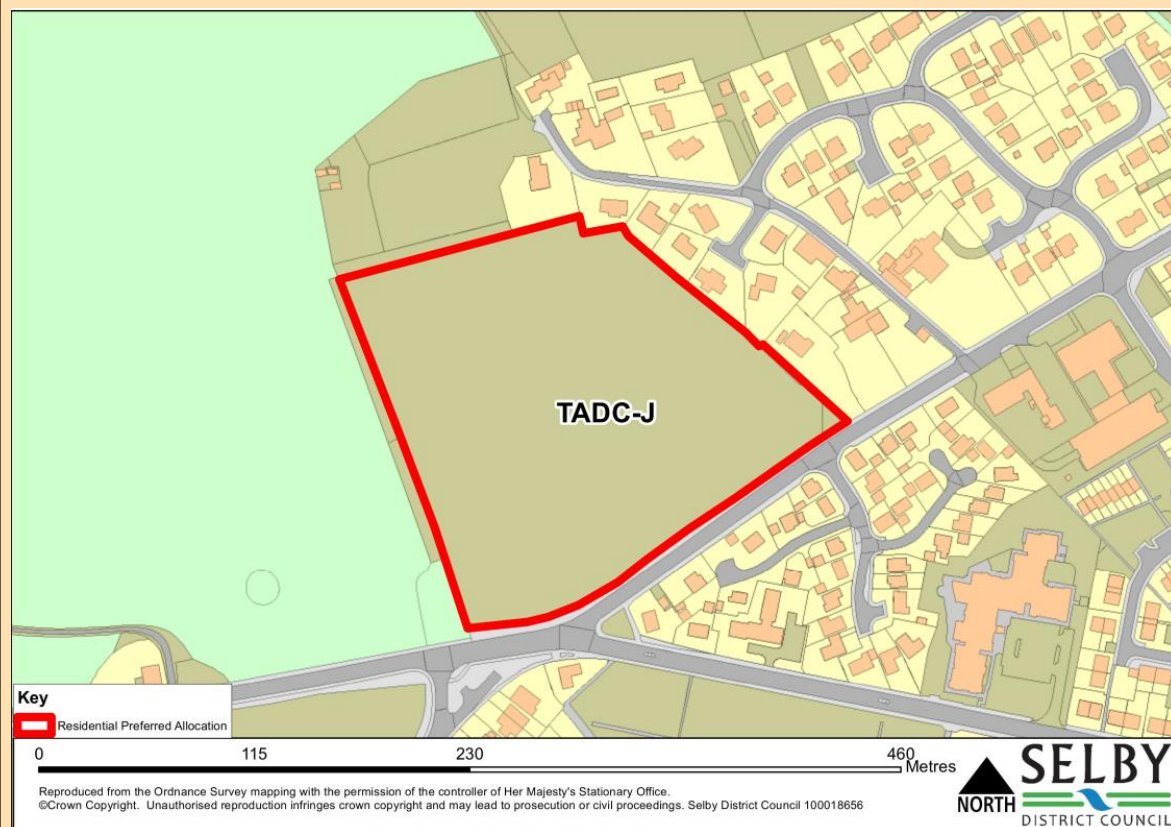 TADC-J
Key
Residential Preferred Allocation
0 115 230 460 Metres
Reproduced from the Ordnance Survey mapping with the permission of the controller of Her Majesty's Stationary Office.
©Crown Copyright. Unauthorised reproduction infringes crown copyright and may lead to prosecution or civil proceedings. Selby District Council 100018656
NORTH
SELBY
DISTRICT COUNCIL